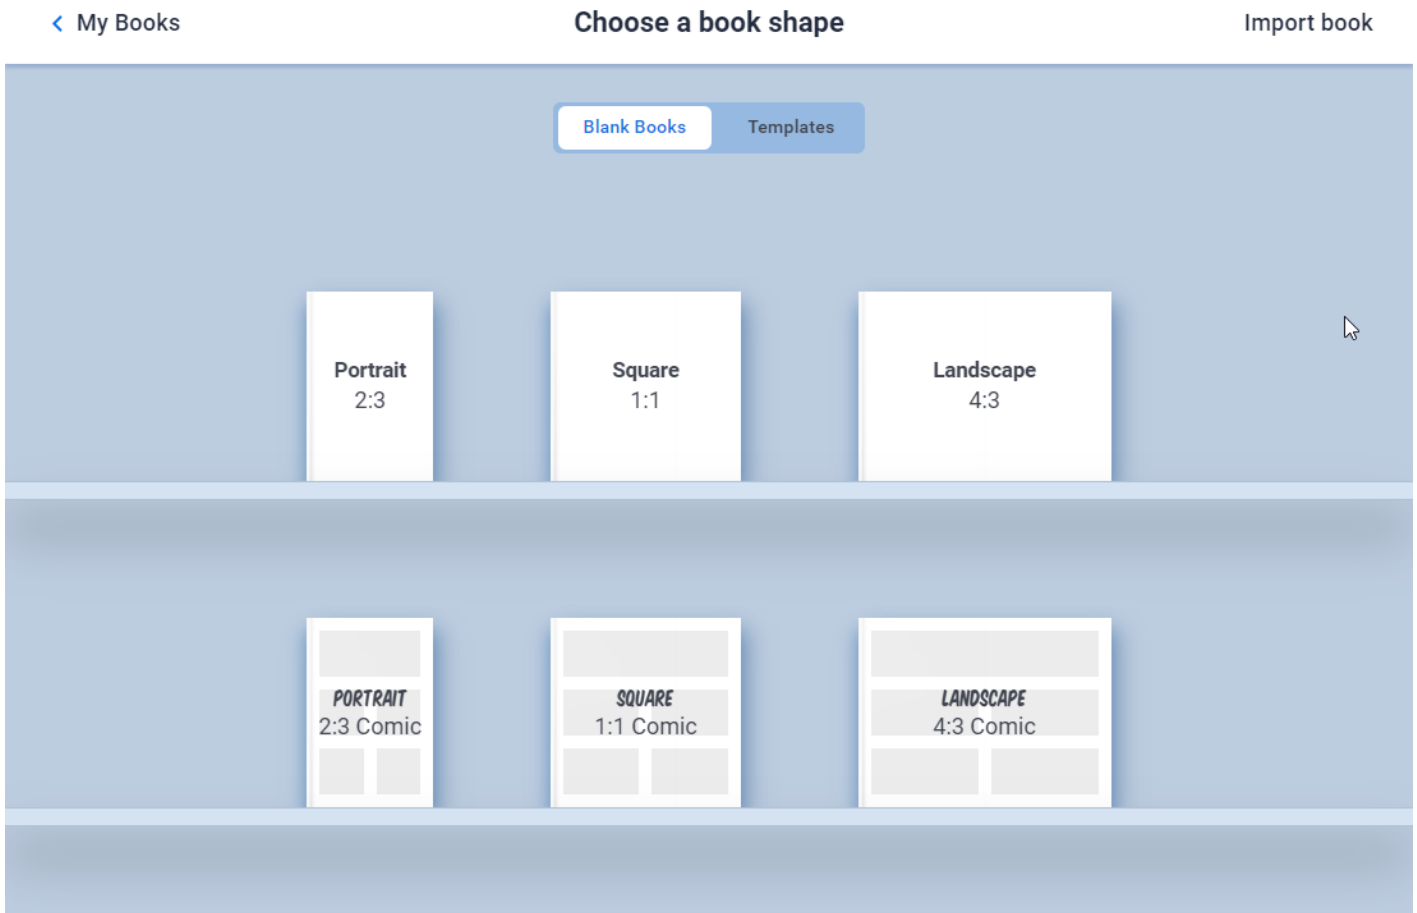 My Books
Choose a book shape
Import book
Blank Books
Templates
Portrait
2:3
Square
1:1
Landscape
4:3
PORTRAIT
2:3 Comic
SQUARE
1:1 Comic
LANDSCAPE
4:3 Comic